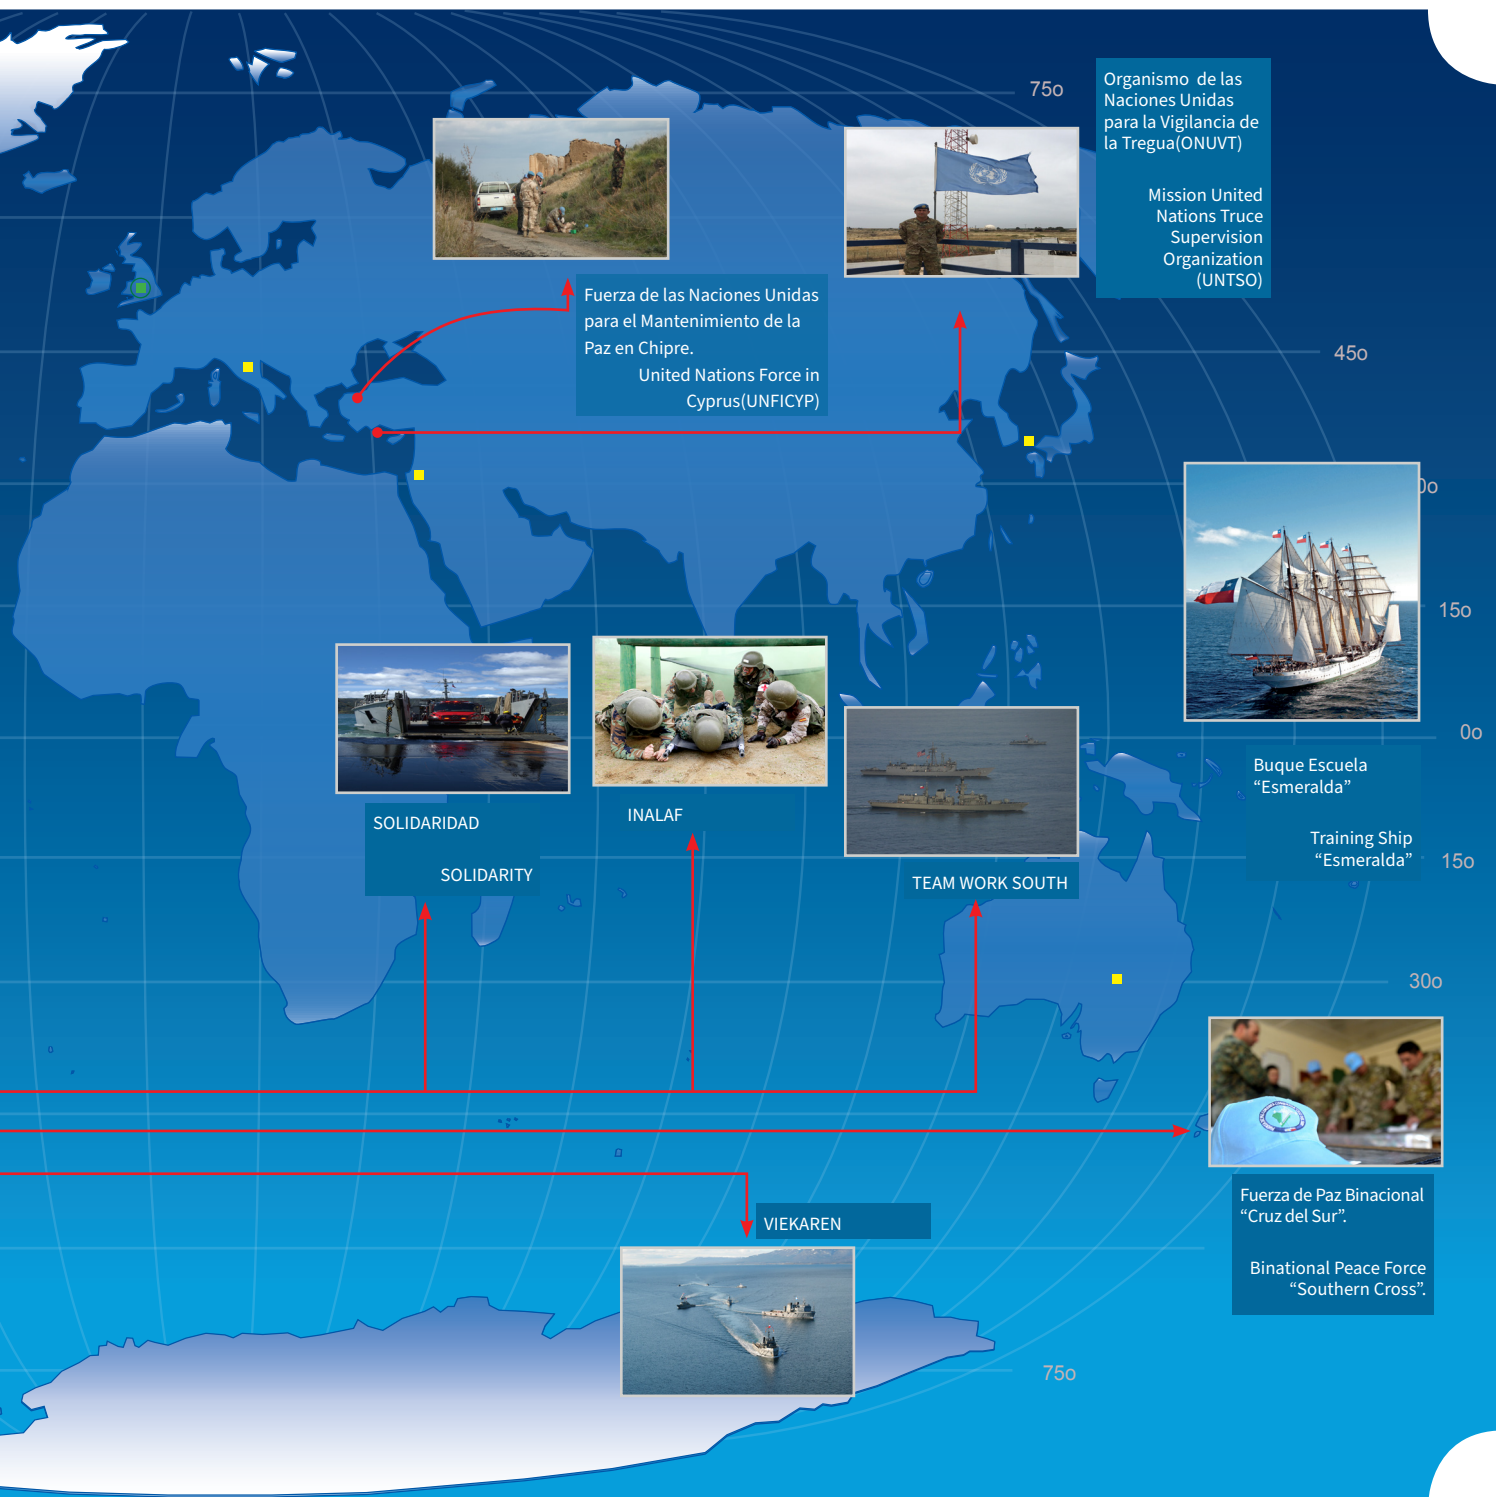 75o
Organismo de las
Naciones Unidas
para la Vigilancia de
la Tregua(ONUVT)
Mission United
Nations Truce
Supervision
Organization
(UNTSO)
Fuerza de las Naciones Unidas
para el Mantenimiento de la
Paz en Chipre.
United Nations Force in
Cyprus(UNFICYP)
45o
0o
15o
0o
Buque Escuela
“Esmeralda”
Training Ship
“Esmeralda”
15o
SOLIDARIDAD
SOLIDARITY
INALAF
TEAM WORK SOUTH
30o
Fuerza de Paz Binacional
“Cruz del Sur”.
Binational Peace Force
“Southern Cross”.
VIEKAREN
75o